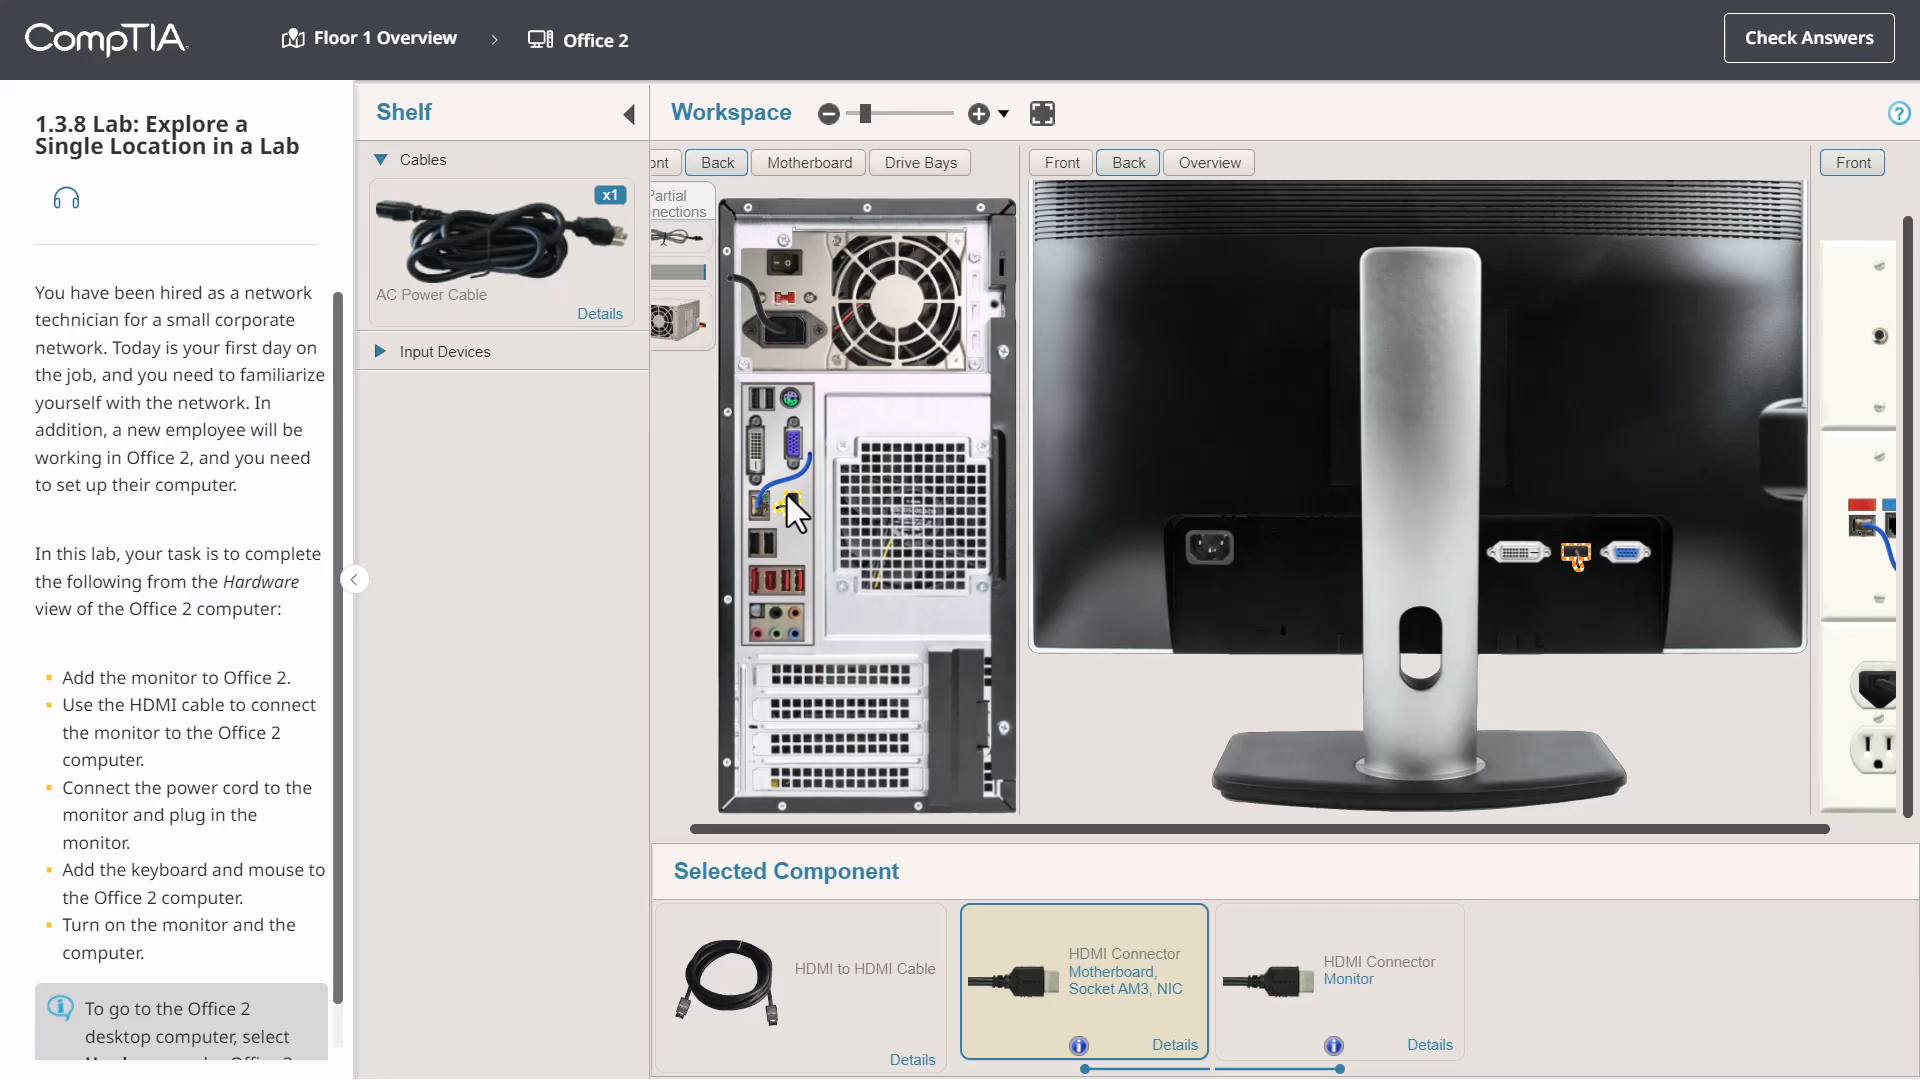 CompTIA
Floor 1 Overview
Office 2
Check Answers
1.3.8 Lab: Explore a
Single Location in a Lab
You have been hired as a network
technician for a small corporate
network. Today is your first day on
the job, and you need to familiarize
yourself with the network. In
addition, a new employee will be
working in Office 2, and you need
to set up their computer.
In this lab, your task is to complete
the following from the Hardware
view of the Office 2 computer:
Add the monitor to Office 2.
Use the HDMI cable to connect
the monitor to the Office 2
computer.
Connect the power cord to the
monitor and plug in the
monitor.
Add the keyboard and mouse to
the Office 2 computer.
Turn on the monitor and the
computer.
To go to the Office 2
desktop computer, select
Shelf
Cables
x1
AC Power Cable
Details
Input Devices
Workspace
?
ont
Back
Motherboard
Drive Bays
Partial
nections
Front
Back
Overview
Front
Selected Component
HDMI to HDMI Cable
Details
HDMI Connector
Motherboard,
Socket AM3, NIC
Details
HDMI Connector
Monitor
Details